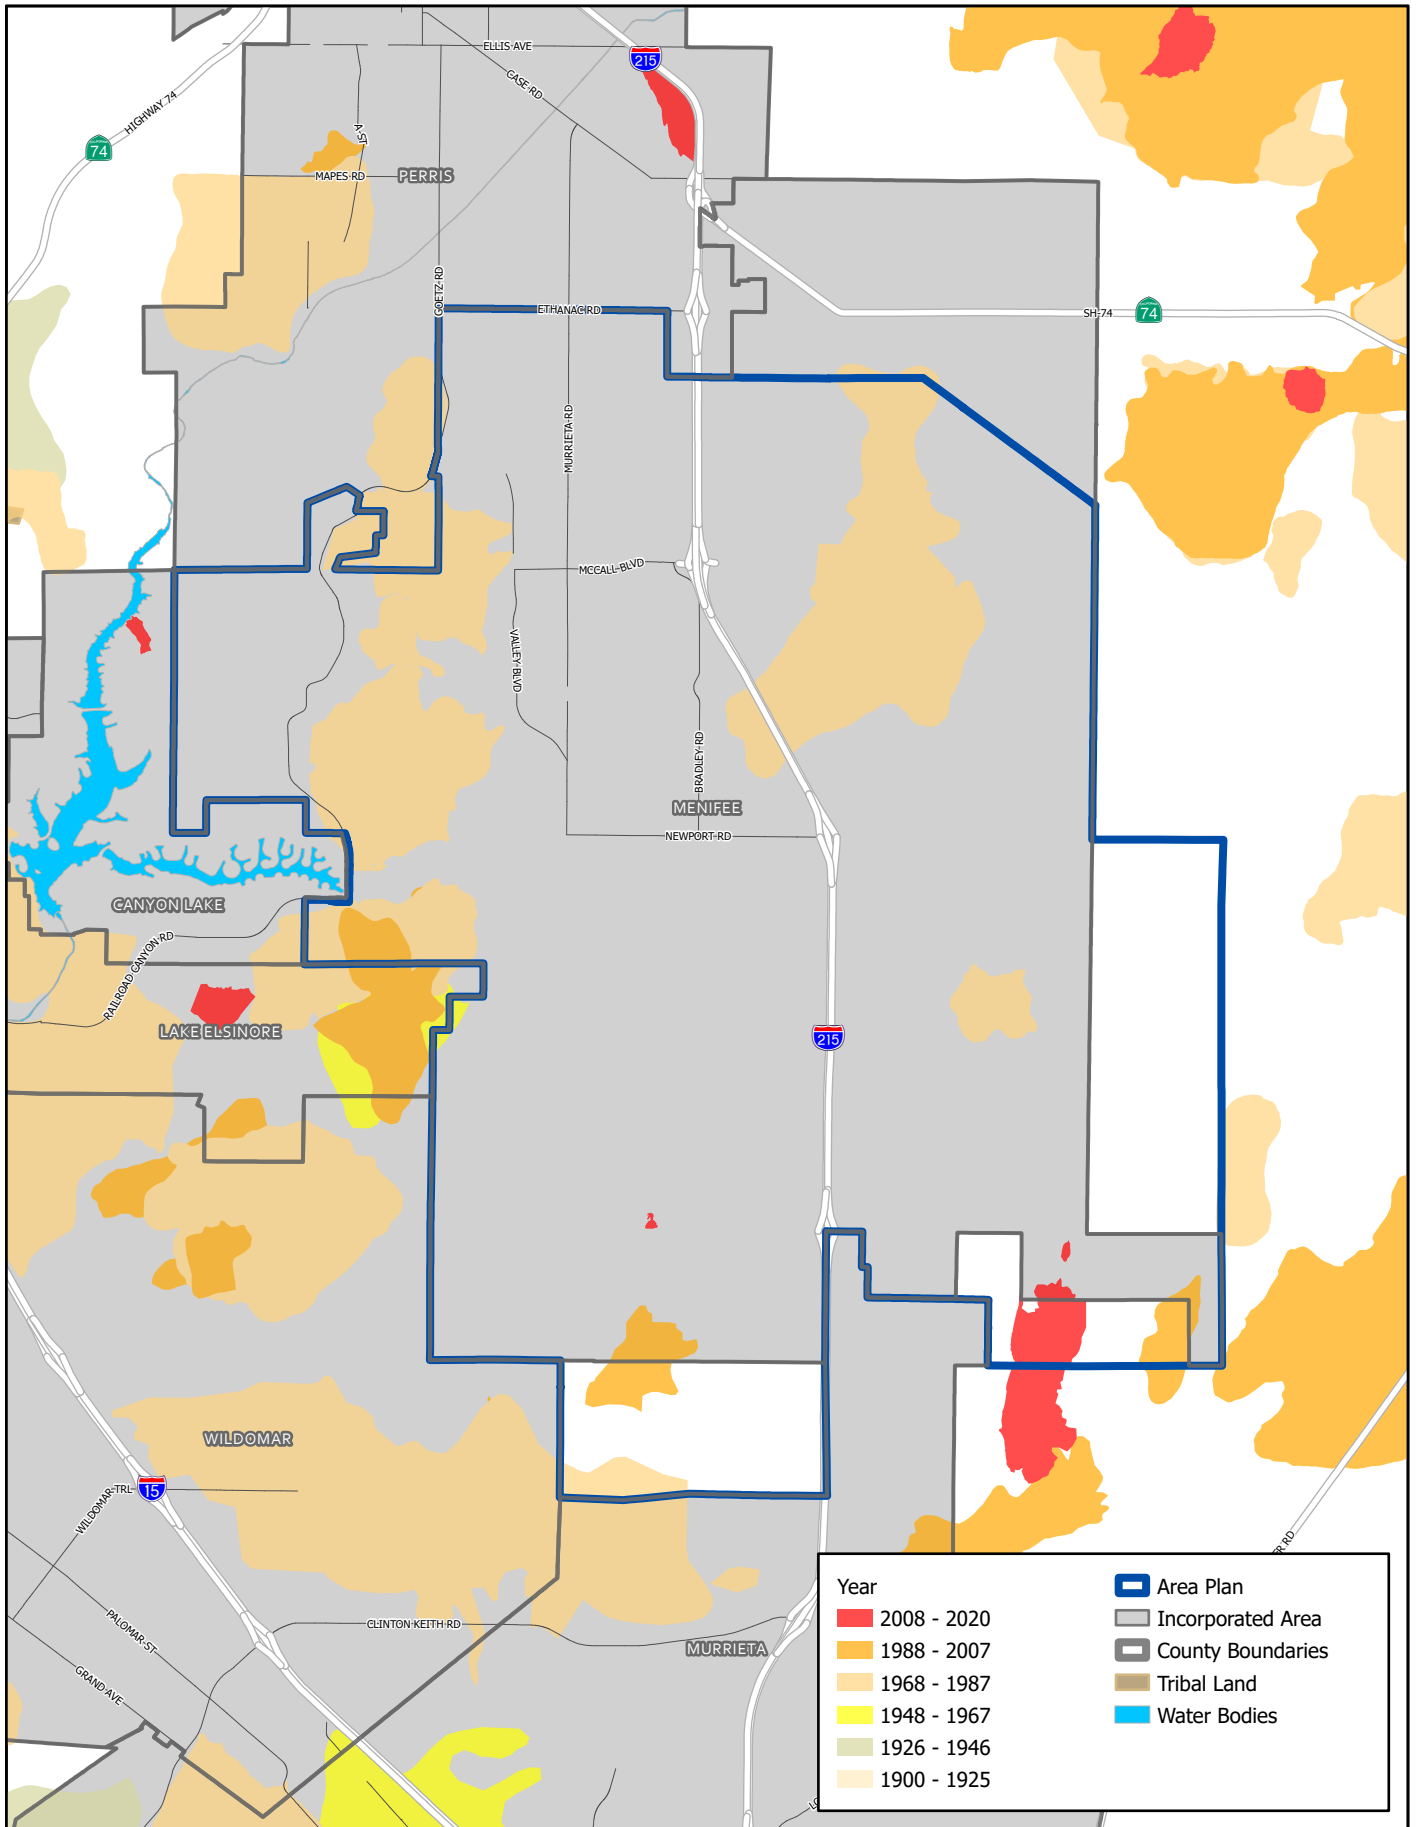 ELLIS AVE
215
CASE RD
HIGHWAY 74
74
A ST
MAPES RD
PERRIS
GOETZ RD
ETHANAC RD
SH-74
74
MURRIETA RD
MCCALL BLVD
VALLEY BLVD
BRADLEY RD
MENIFEE
NEWPORT RD
CANYON LAKE
RAILROAD CANYON RD
LAKE ELSINORE
215
WILDOMAR
15
WILDOMAR TRL
PALOMAR ST
GRAND AVE
CLINTON KEITH RD
MURRIETA
ER RD
LO
Year
2008 - 2020
1988 - 2007
1968 - 1987
1948 - 1967
1926 - 1946
1900 - 1925
Area Plan
Incorporated Area
County Boundaries
Tribal Land
Water Bodies